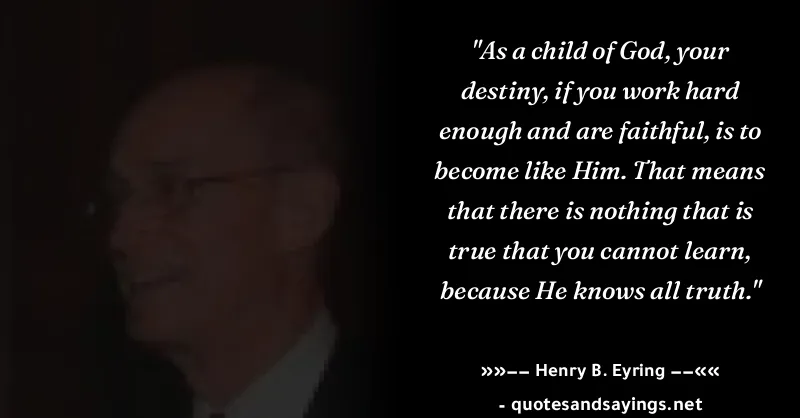 "As a child of God, your
destiny, if you work hard
enough and are faithful, is to
become like Him. That means
that there is nothing that is
true that you cannot learn,
because He knows all truth."
»»−− Henry B. Eyring −−««
- quotesandsayings.net